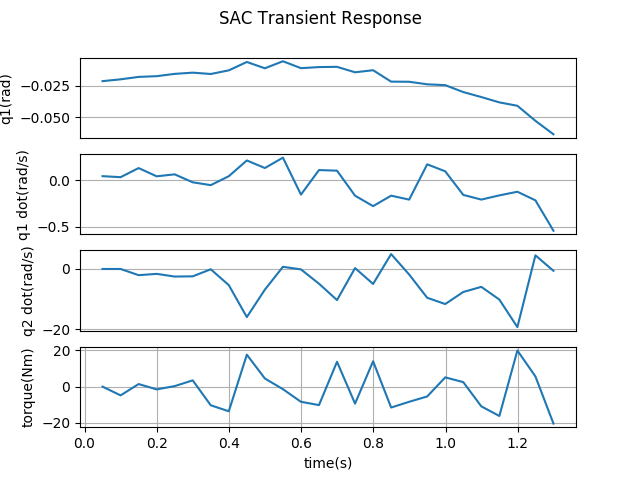 SAC Transient Response
q1(rad)
−0.025
−0.050
q1 dot(rad/s)
0.0
−0.5
q2 dot(rad/s)
0
−20
torque(Nm)
20
0
−20
0.0 0.2 0.4 0.6 0.8 1.0 1.2
time(s)